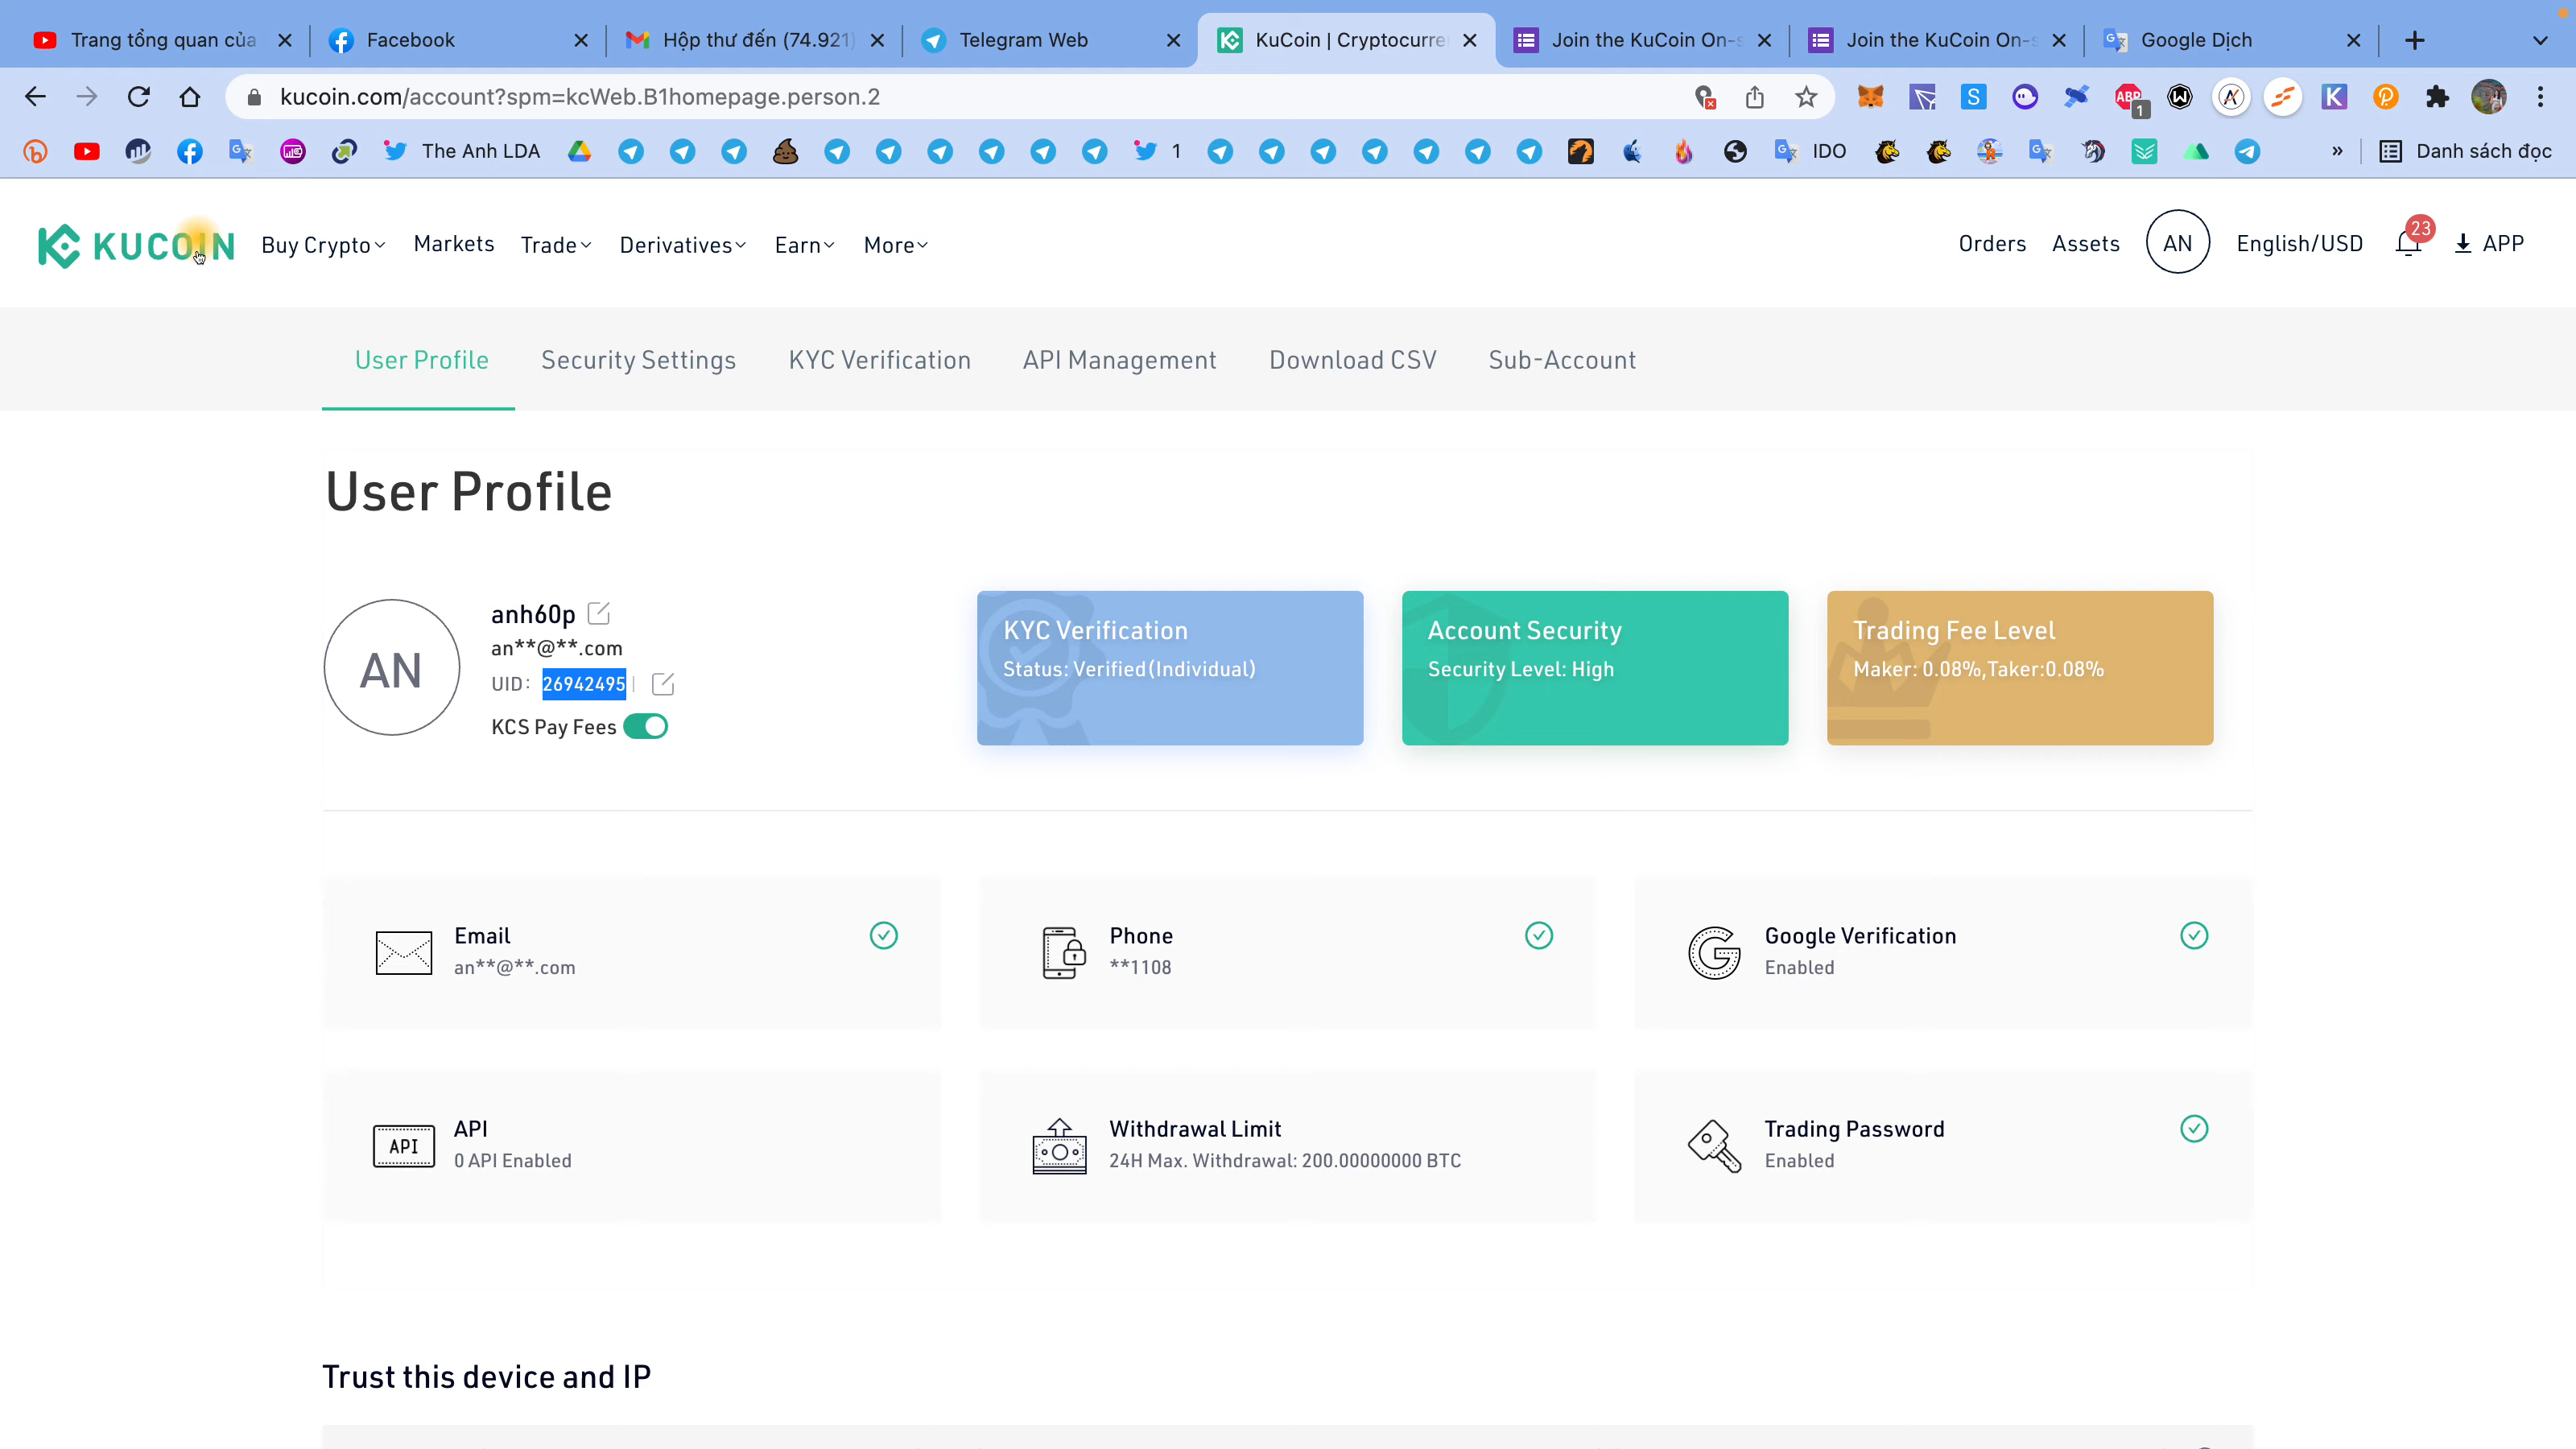 Trang tổng quan của
Facebook
Hộp thư đến (74.921)
Telegram Web
KuCoin | Cryptocurre
Join the KuCoin On-s
Join the KuCoin On-s
Google Dịch
kucoin.com/account?spm=kcWeb.B1homepage.person.2
ABP
1
The Anh LDA
1
IDO
»
Danh sách đọc
KUCOIN
Buy Crypto
Markets
Trade
Derivatives
Earn
More
Orders
Assets
AN
English/USD
23
APP
User Profile
Security Settings
KYC Verification
API Management
Download CSV
Sub-Account
User Profile
AN
anh60p
an**@**.com
UID: 26942495
KCS Pay Fees
KYC Verification
Status: Verified(Individual)
Account Security
Security Level: High
Trading Fee Level
Maker: 0.08%,Taker:0.08%
Email
an**@**.com
Phone
**1108
Google Verification
Enabled
API
API
0 API Enabled
Withdrawal Limit
24H Max. Withdrawal: 200.00000000 BTC
Trading Password
Enabled
Trust this device and IP